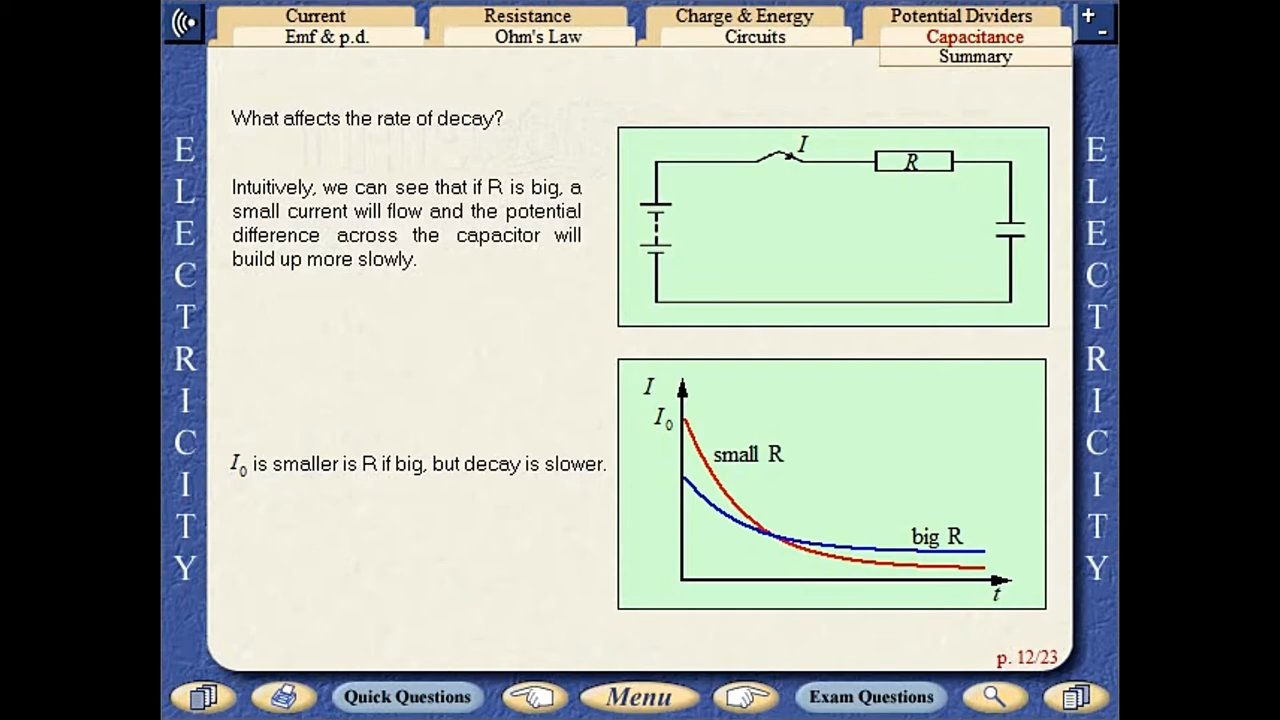 Current
Resistance
Charge & Energy
Potential Dividers
Emf & p.d.
Ohm's Law
Circuits
Capacitance
Summary
+
-
ELECTRICITY
What affects the rate of decay?
Intuitively, we can see that if R is big, a
small current will flow and the potential
difference across the capacitor will
build up more slowly.
I
R
I₀ is smaller is R if big, but decay is slower.
I
I₀
small R
big R
t
ELECTRICITY
p. 12/23
Quick Questions
Menu
Exam Questions